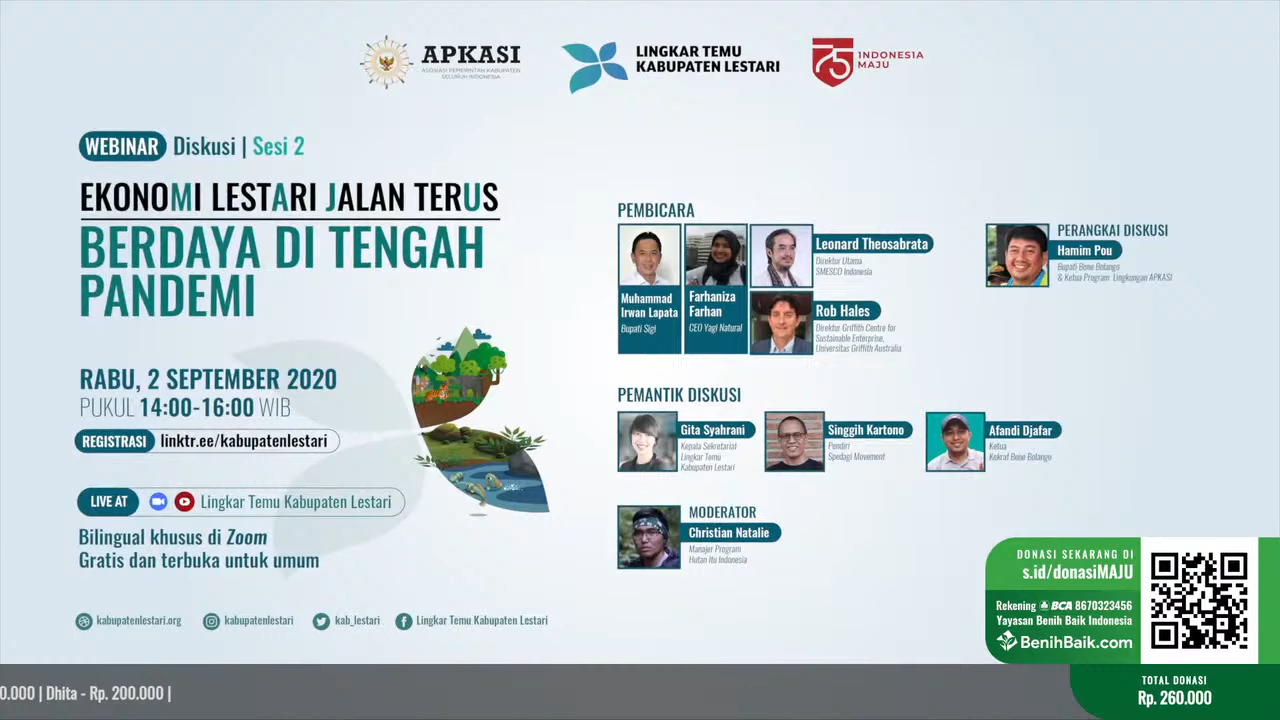 APKASI
ASOSIASI PEMERINTAH KABUPATEN
SELURUH INDONESIA
LINGKAR TEMU
KABUPATEN LESTARI
75 INDONESIA
MAJU
WEBINAR Diskusi | Sesi 2
EKONOMI LESTARI JALAN TERUS
BERDAYA DI TENGAH
PANDEMI
RABU, 2 SEPTEMBER 2020
PUKUL 14:00-16:00 WIB
REGISTRASI linktr.ee/kabupatenlestari
LIVE AT Lingkar Temu Kabupaten Lestari
Bilingual khusus di Zoom
Gratis dan terbuka untuk umum
kabupatenlestari.org kabupatenlestari kab_lestari Lingkar Temu Kabupaten Lestari
PEMBICARA
Muhammad
Irwan Lapata
Bupati Sigi
Farhaniza
Farhan
CEO Yagi Natural
Leonard Theosabrata
Direktur Utama
SMESCO Indonesia
Rob Hales
Direktur Griffith Centre for
Sustainable Enterprise,
Universitas Griffith Australia
PERANGKAI DISKUSI
Hamim Pou
Bupati Bone Bolango
& Ketua Program Lingkungan APKASI
PEMANTIK DISKUSI
Gita Syahrani
Kepala Sekretariat
Lingkar Temu
Kabupaten Lestari
Singgih Kartono
Pendiri
Spedagi Movement
Afandi Djafar
Ketua
Kekraf Bone Bolango
MODERATOR
Christian Natalie
Manajer Program
Hutan Itu Indonesia
DONASI SEKARANG DI
s.id/donasiMAJU
Rekening BCA 8670323456
Yayasan Benih Baik Indonesia
BenihBaik.com
0.000 | Dhita - Rp. 200.000 |
TOTAL DONASI
Rp. 260.000